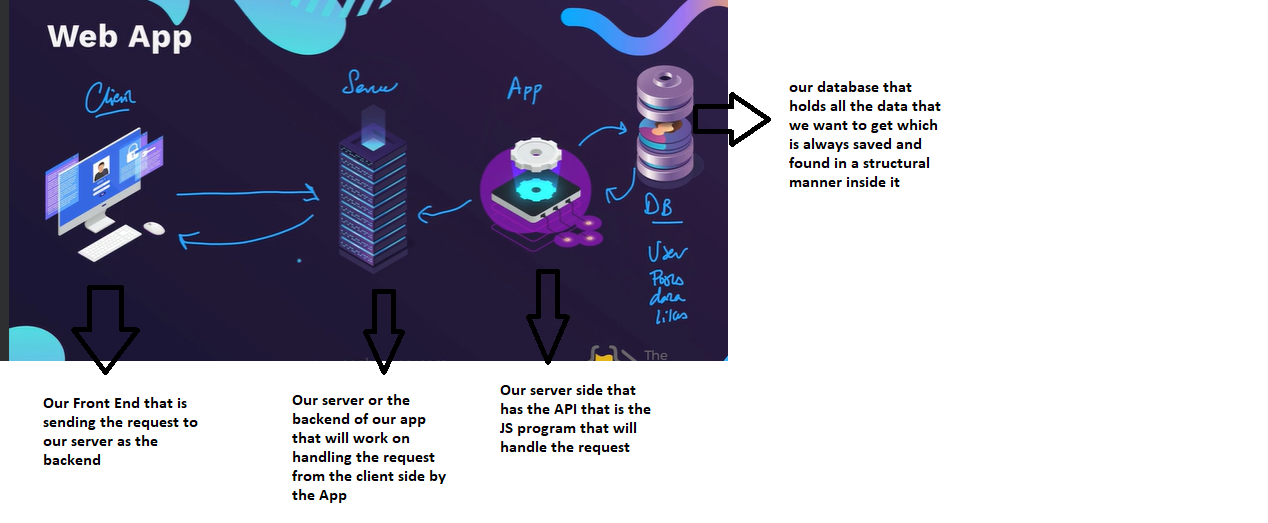 Web App
Client
Server
App
DB
User
Posts
data
Likes
The
our database that
holds all the data that
we want to get which
is always saved and
found in a structural
manner inside it
Our Front End that is
sending the request to
our server as the
backend
Our server or the
backend of our app
that will work on
handling the request
from the client side by
the App
Our server side that
has the API that is the
JS program that will
handle the request